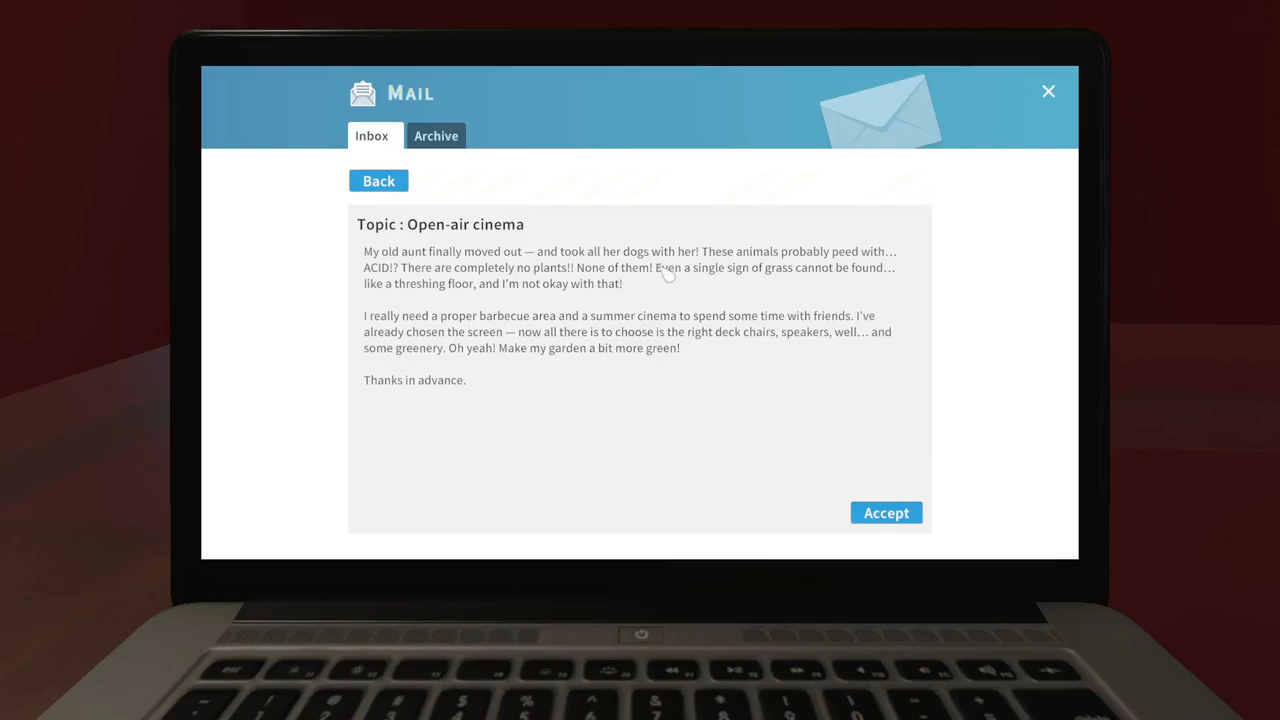 MAIL
Inbox
Archive
Back
Topic : Open-air cinema
My old aunt finally moved out — and took all her dogs with her! These animals probably peed with…
ACID!? There are completely no plants!! None of them! Even a single sign of grass cannot be found…
like a threshing floor, and I'm not okay with that!
I really need a proper barbecue area and a summer cinema to spend some time with friends. I've
already chosen the screen — now all there is to choose is the right deck chairs, speakers, well… and
some greenery. Oh yeah! Make my garden a bit more green!
Thanks in advance.
Accept